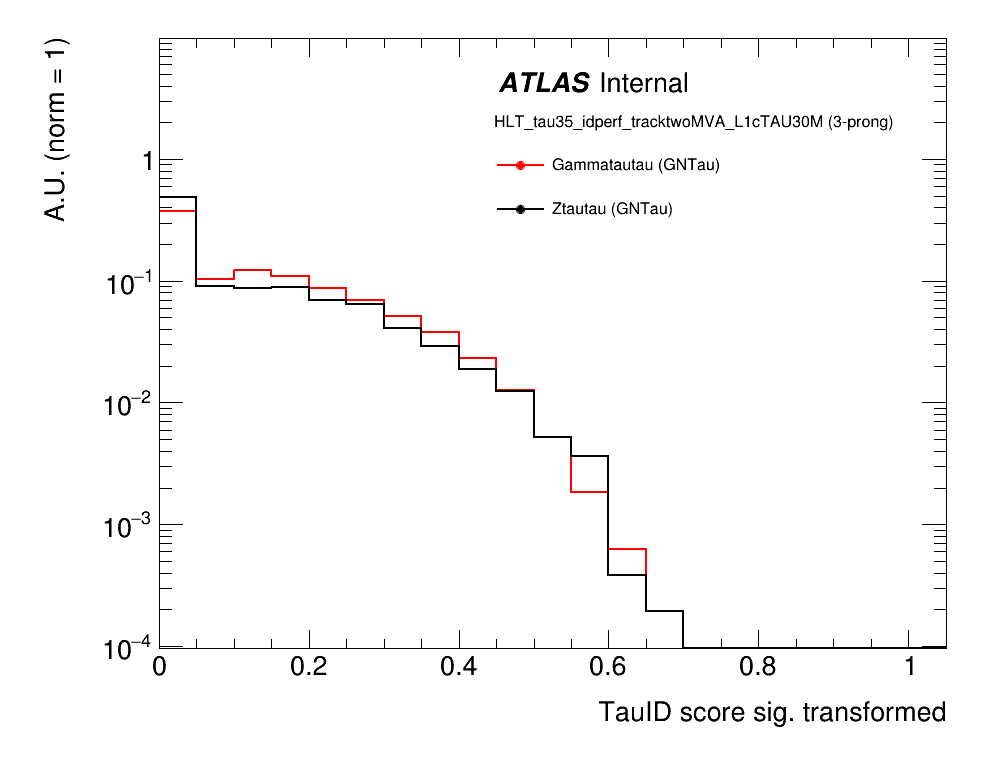 A.U. (norm = 1)
ATLAS Internal
HLT_tau35_idperf_tracktwoMVA_L1cTAU30M (3-prong)
Gammatautau (GNTau)
Ztautau (GNTau)
1
10⁻¹
10⁻²
10⁻³
10⁻⁴
0 0.2 0.4 0.6 0.8 1
TauID score sig. transformed